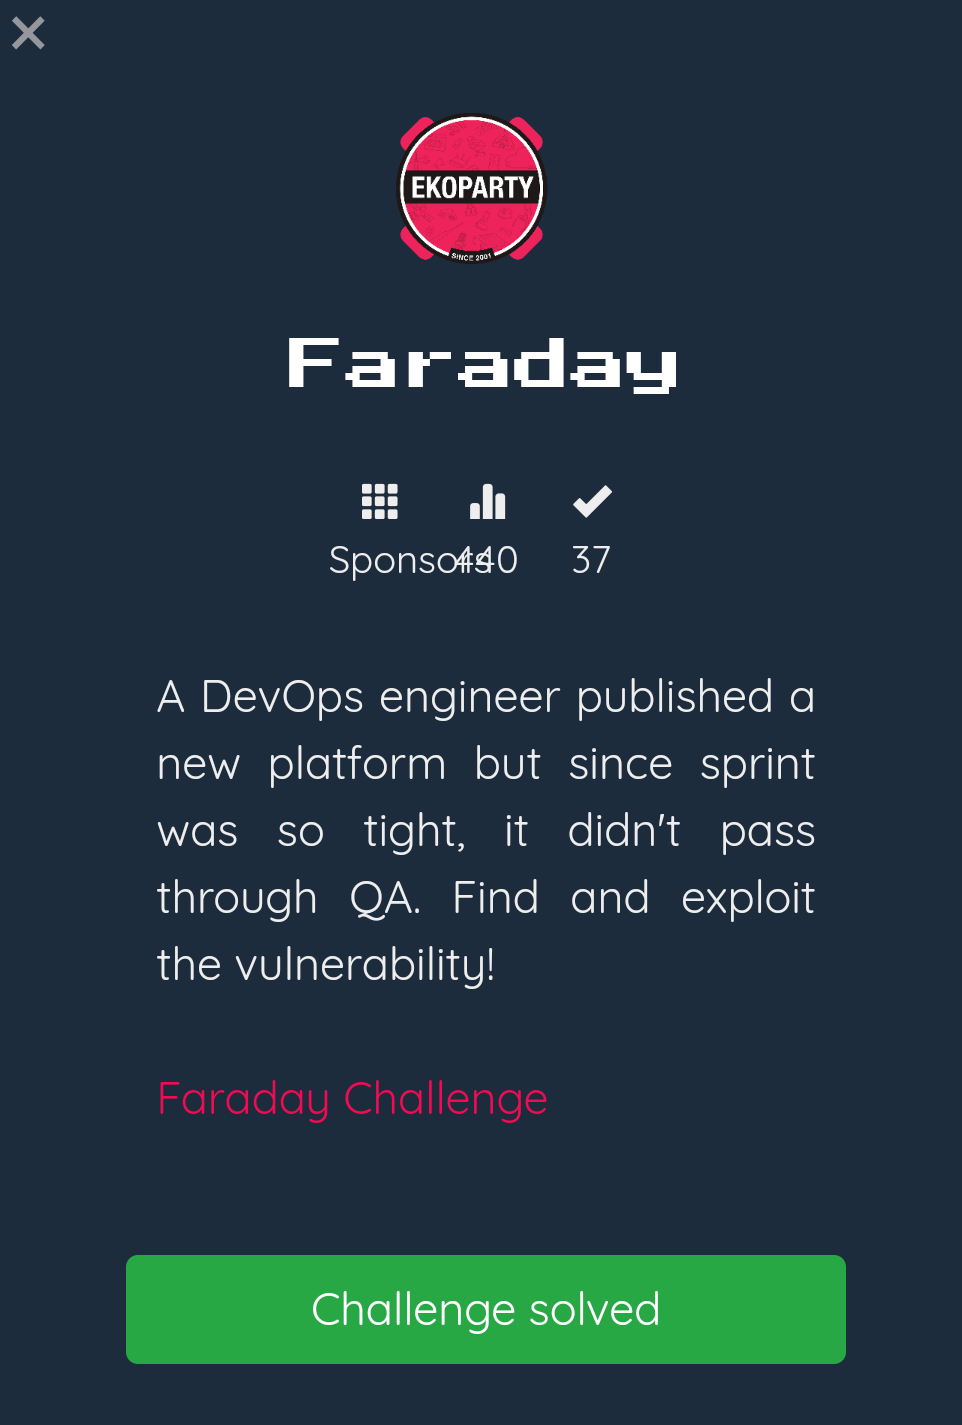 EKOPARTY
SINCE 2001
Faraday
Sponsors 440 37
A DevOps engineer published a
new platform but since sprint
was so tight, it didn't pass
through QA. Find and exploit
the vulnerability!
Faraday Challenge
Challenge solved